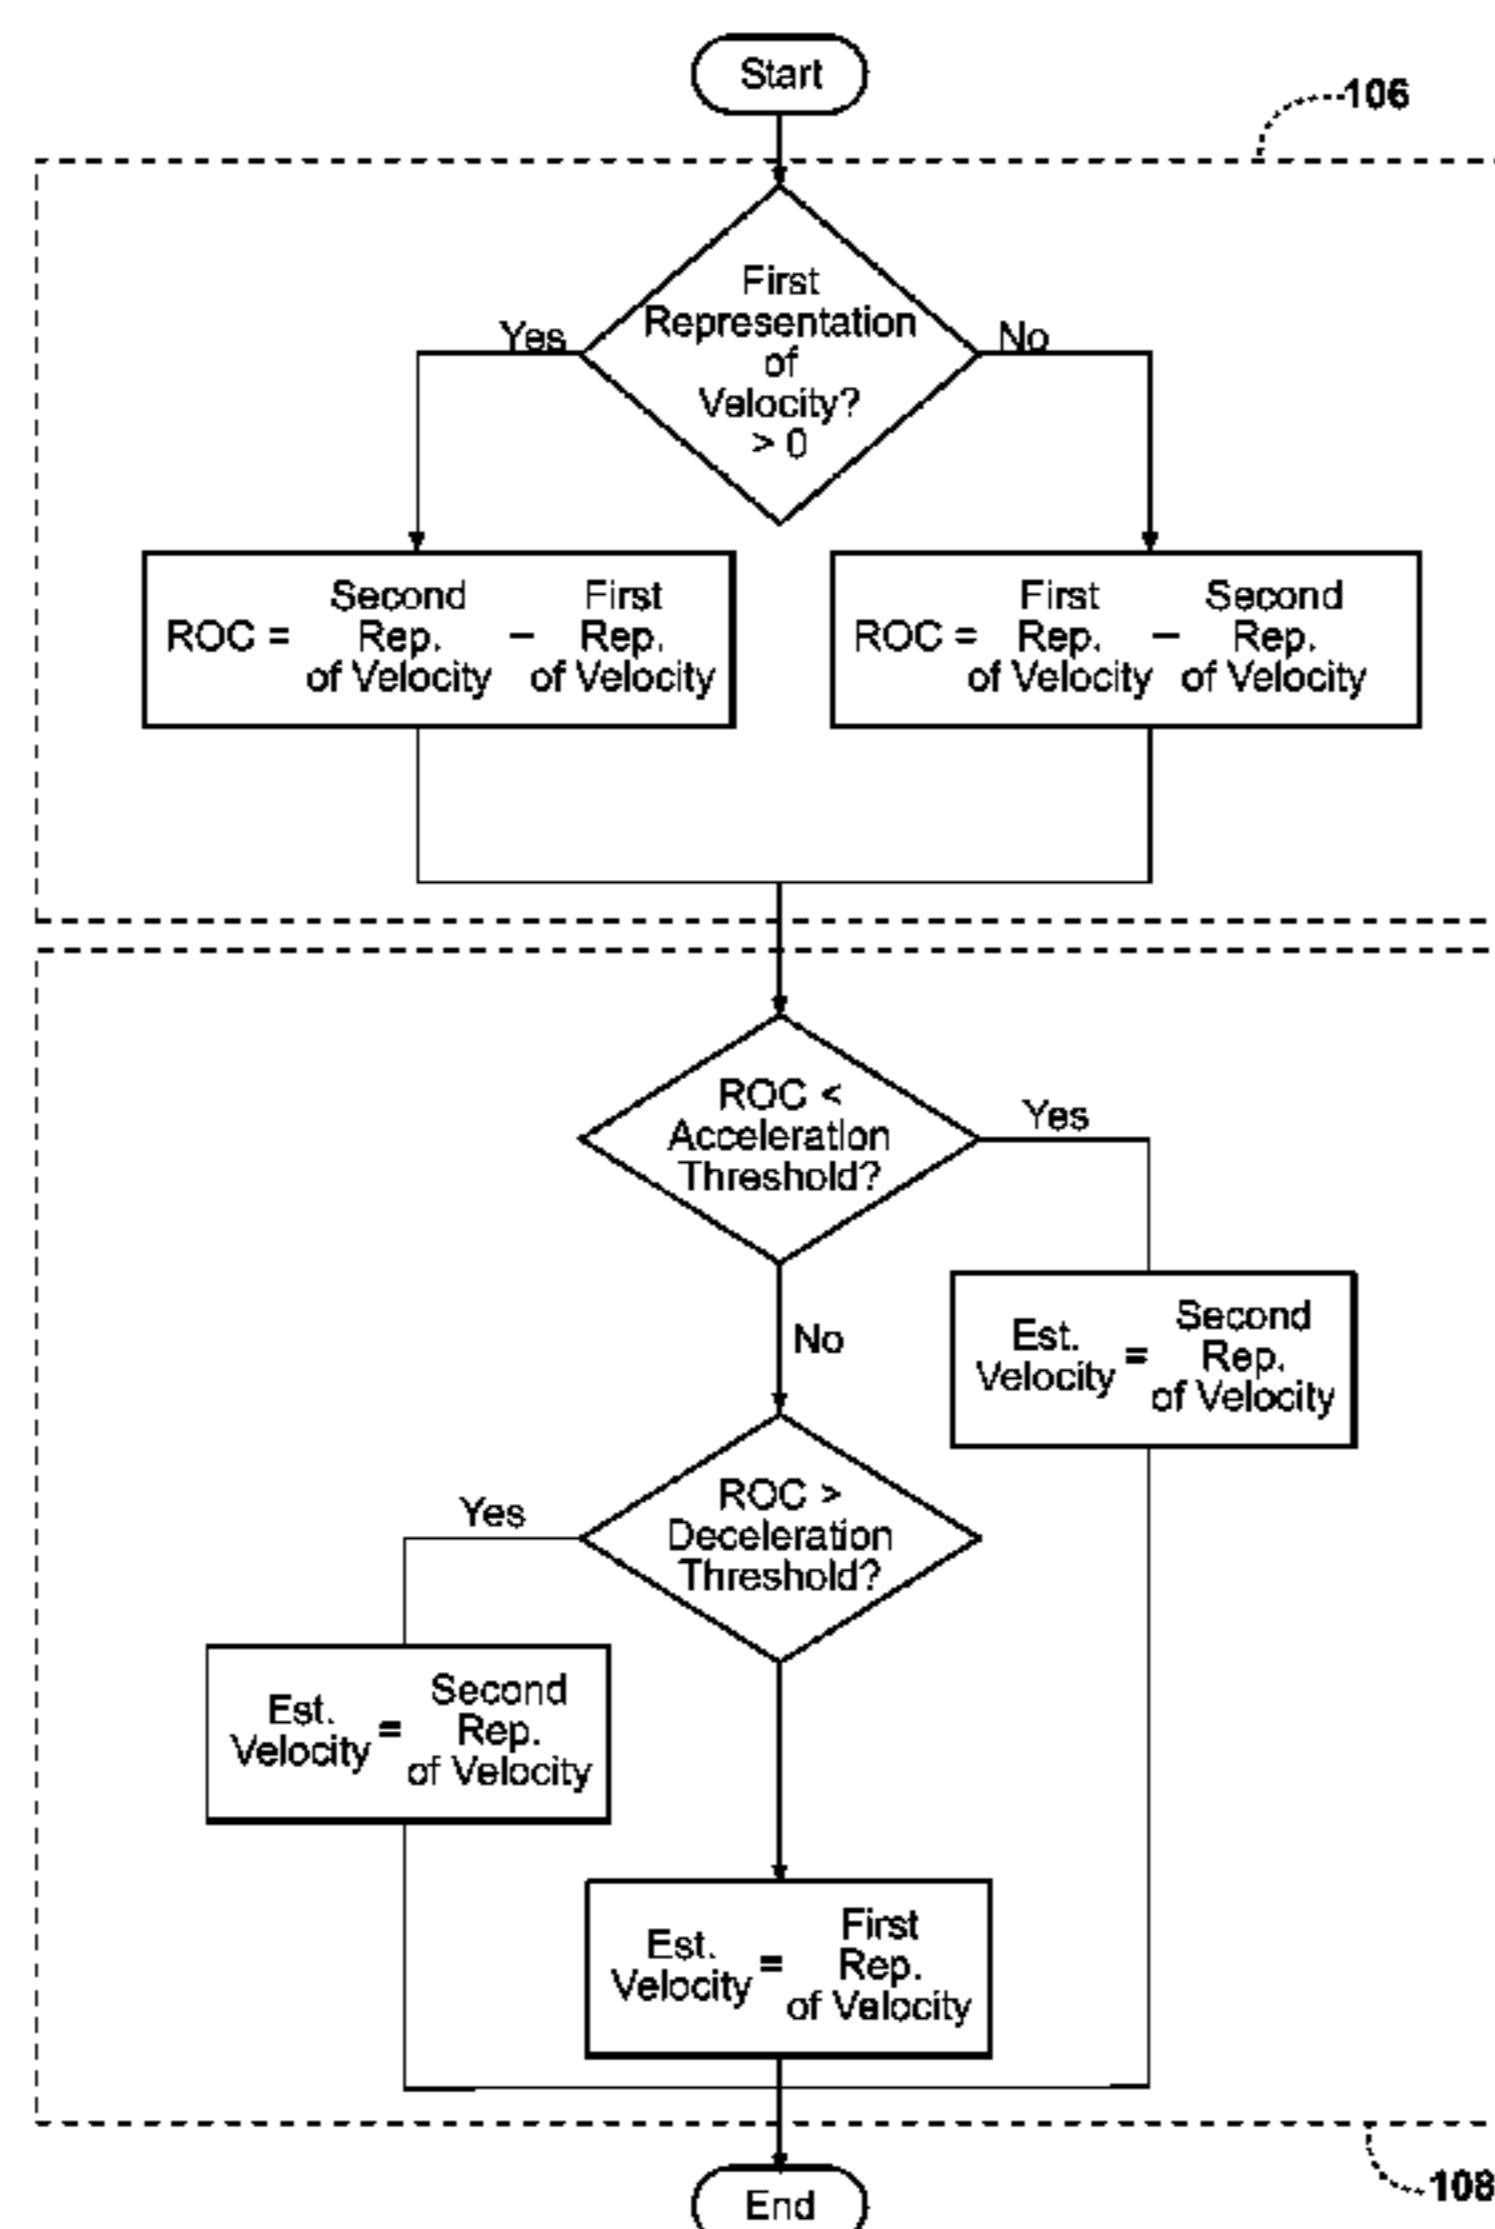 Start
106
First
Representation
of
Velocity?
> 0
Yes
No
ROC = Second Rep. of Velocity – First Rep. of Velocity
ROC = First Rep. of Velocity – Second Rep. of Velocity
ROC <
Acceleration
Threshold?
Yes
No
Est. Velocity = Second Rep. of Velocity
ROC >
Deceleration
Threshold?
Yes
Est. Velocity = Second Rep. of Velocity
Est. Velocity = First Rep. of Velocity
108
End